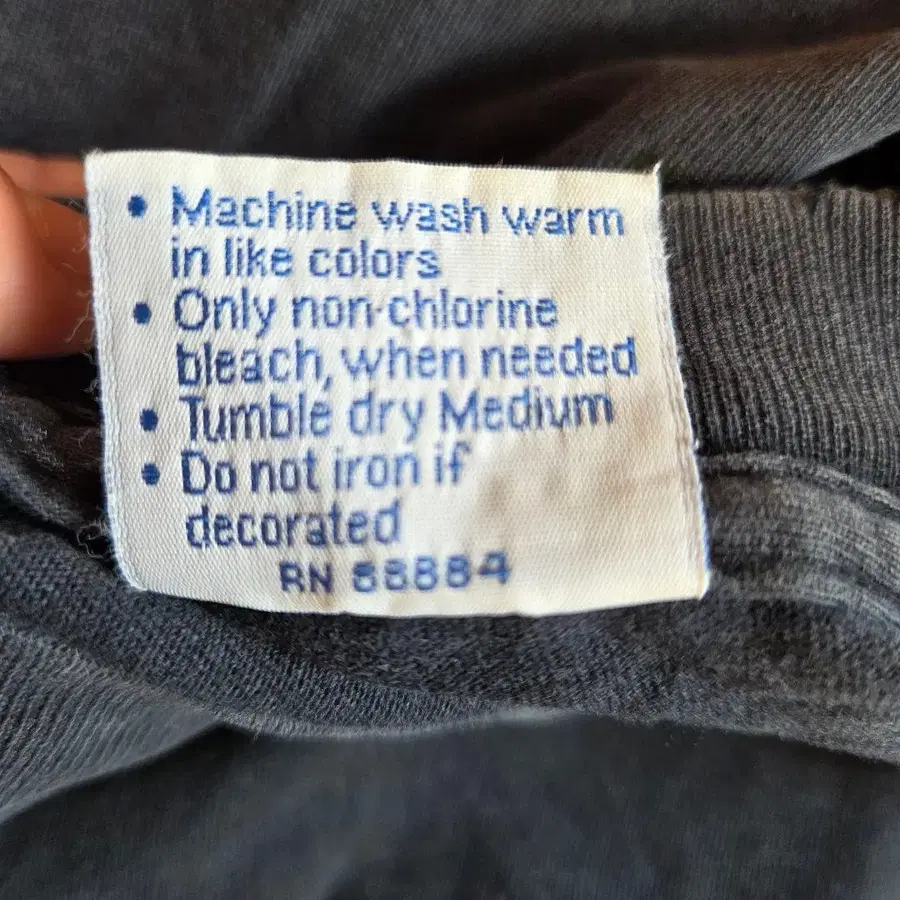 • Machine wash warm
in like colors
• Only non-chlorine
bleach, when needed
• Tumble dry Medium
• Do not iron if
decorated
RN